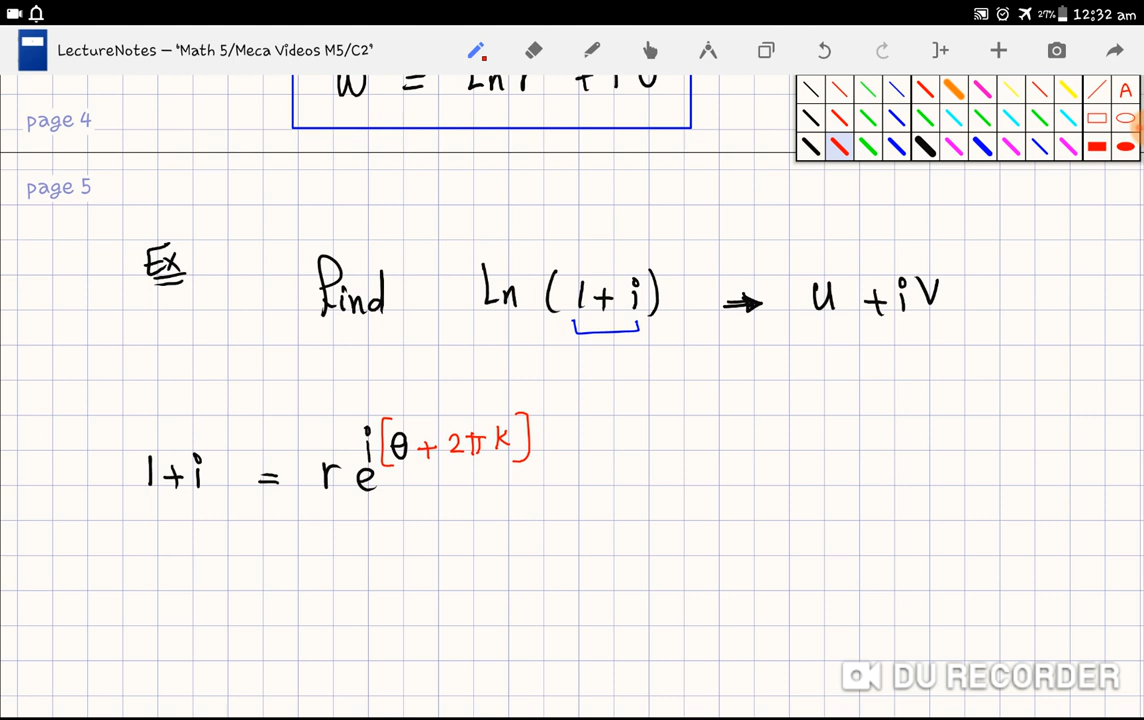 27% 12:32 am
LectureNotes – 'Math 5/Meca Videos M5/C2'
page 4
A
page 5
Ex Find Ln (1+i) ⇒ u + iV
1+i = r e^{i[θ + 2πk]}
DU RECORDER